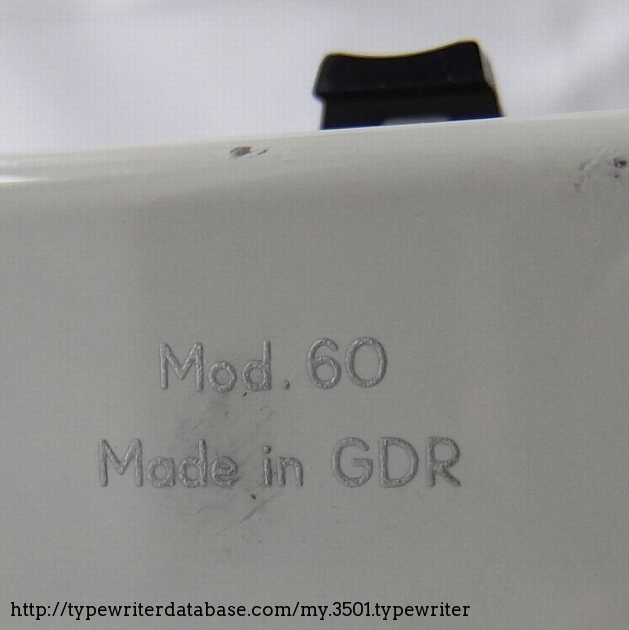 Mod. 60
Made in GDR
http://typewriterdatabase.com/my.3501.typewriter